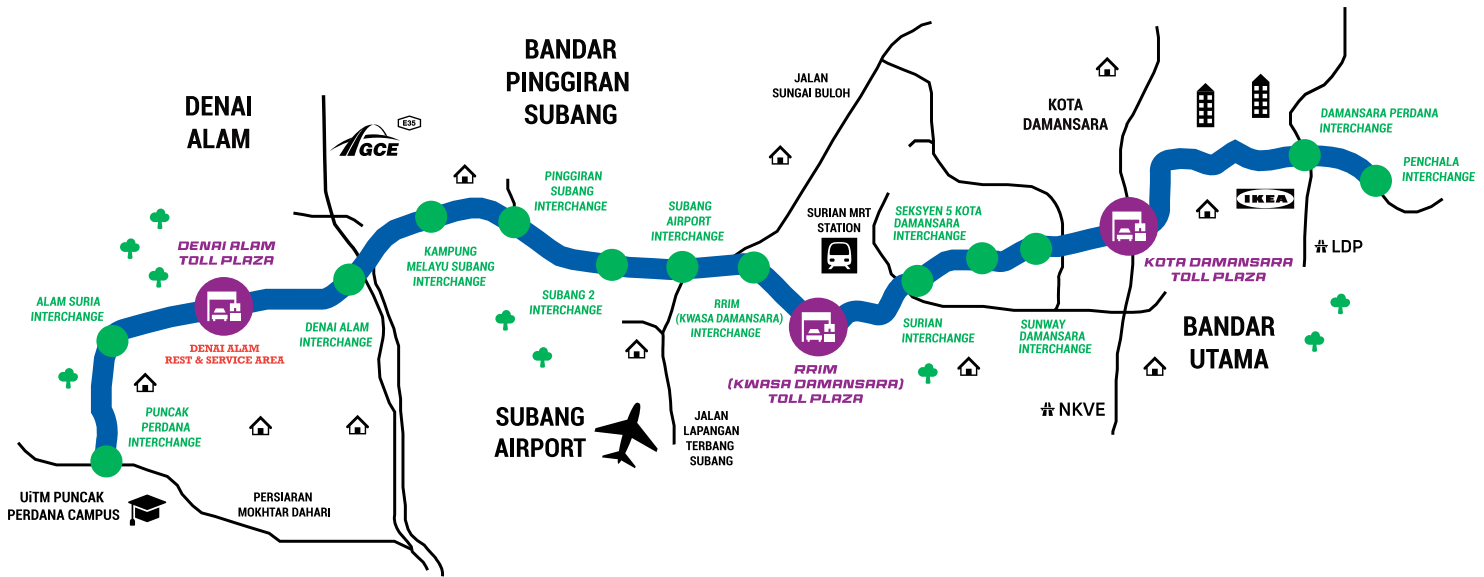 DENAI
ALAM
E35
GCE
BANDAR
PINGGIRAN
SUBANG
JALAN
SUNGAI BULOH
KOTA
DAMANSARA
DAMANSARA PERDANA
INTERCHANGE
PENCHALA
INTERCHANGE
IKEA
LDP
PINGGIRAN
SUBANG
INTERCHANGE
SUBANG
AIRPORT
INTERCHANGE
SURIAN MRT
STATION
SEKSYEN 5 KOTA
DAMANSARA
INTERCHANGE
KOTA DAMANSARA
TOLL PLAZA
DENAI ALAM
TOLL PLAZA
KAMPUNG
MELAYU SUBANG
INTERCHANGE
ALAM SURIA
INTERCHANGE
SUBANG 2
INTERCHANGE
RRIM
(KWASA DAMANSARA)
INTERCHANGE
DENAI ALAM
INTERCHANGE
DENAI ALAM
REST & SERVICE AREA
SURIAN
INTERCHANGE
SUNWAY
DAMANSARA
INTERCHANGE
BANDAR
UTAMA
RRIM
(KWASA DAMANSARA)
TOLL PLAZA
NKVE
PUNCAK
PERDANA
INTERCHANGE
SUBANG
AIRPORT
JALAN
LAPANGAN
TERBANG
SUBANG
UiTM PUNCAK
PERDANA CAMPUS
PERSIARAN
MOKHTAR DAHARI